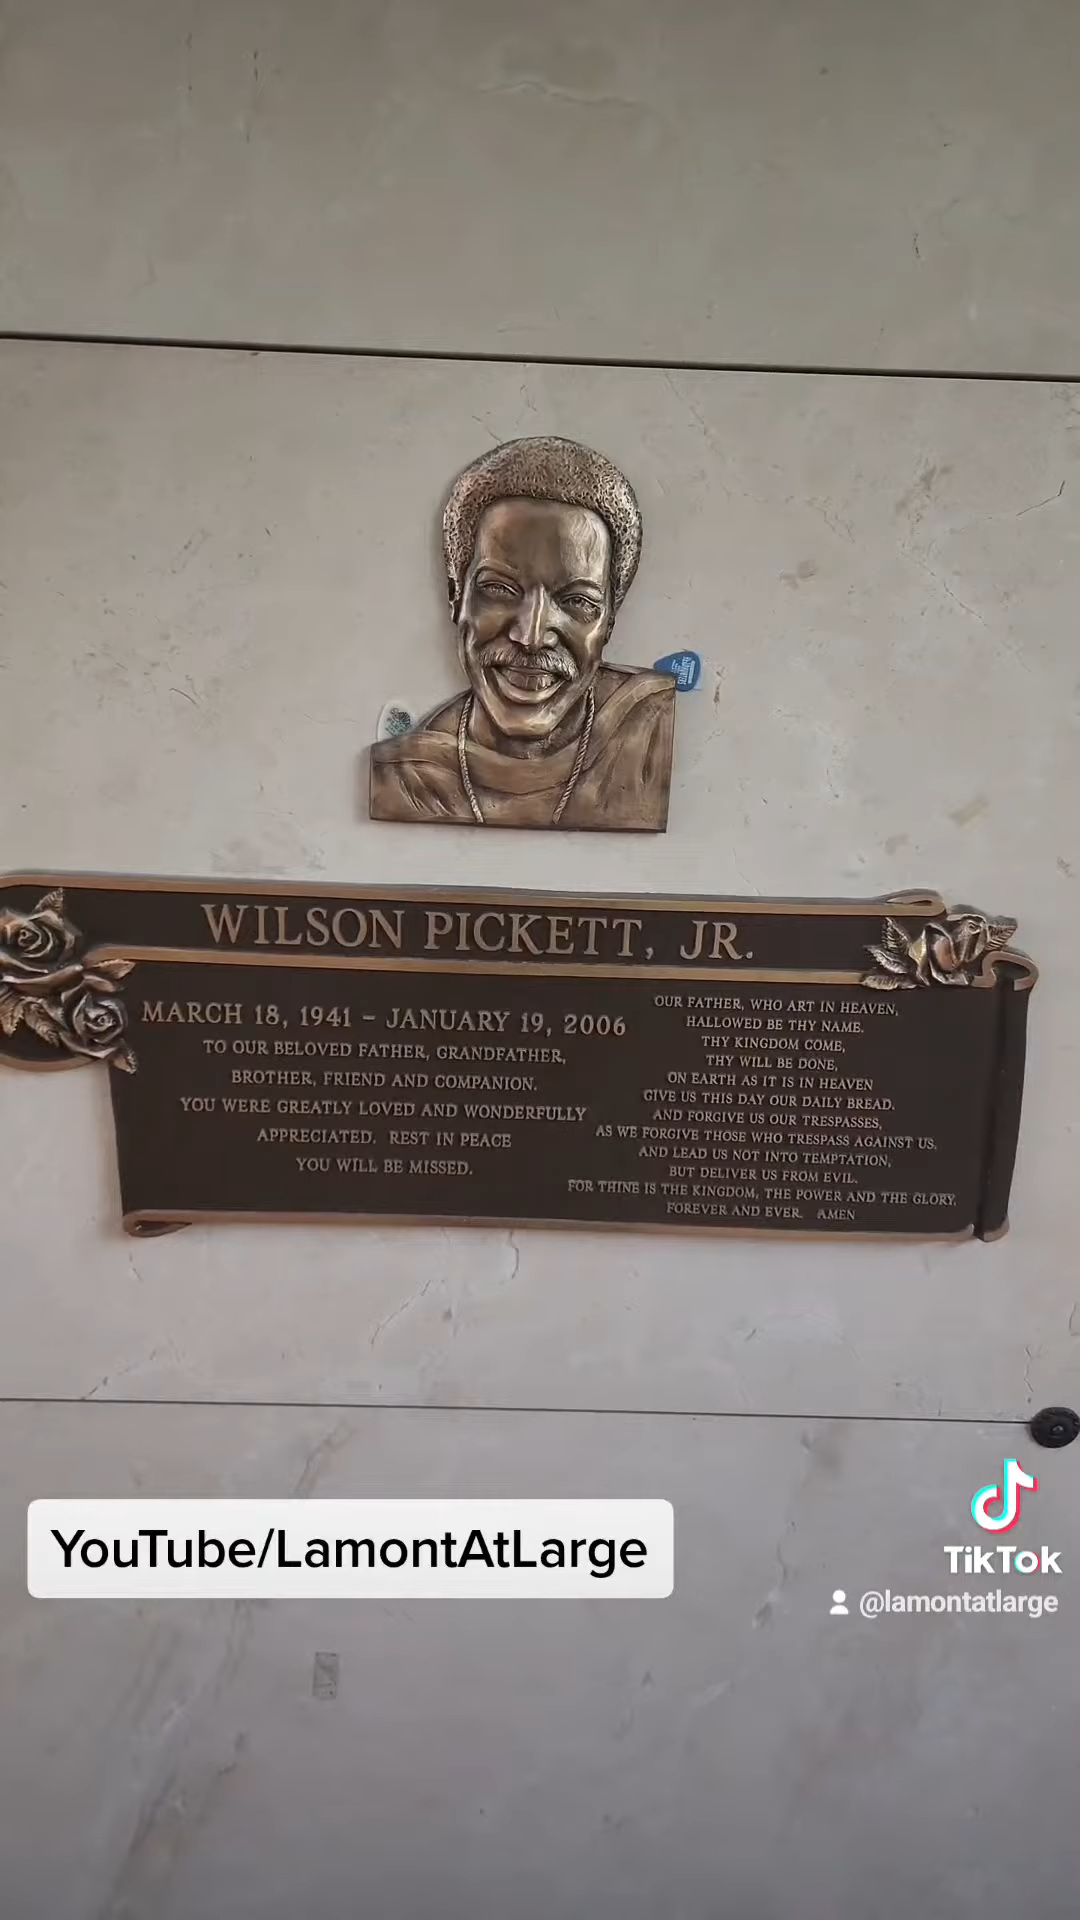 WILSON PICKETT, JR.
MARCH 18, 1941 – JANUARY 19, 2006
TO OUR BELOVED FATHER, GRANDFATHER,
BROTHER, FRIEND AND COMPANION.
YOU WERE GREATLY LOVED AND WONDERFULLY
APPRECIATED. REST IN PEACE
YOU WILL BE MISSED.
OUR FATHER, WHO ART IN HEAVEN,
HALLOWED BE THY NAME.
THY KINGDOM COME,
THY WILL BE DONE,
ON EARTH AS IT IS IN HEAVEN
GIVE US THIS DAY OUR DAILY BREAD.
AND FORGIVE US OUR TRESPASSES,
AS WE FORGIVE THOSE WHO TRESPASS AGAINST US.
AND LEAD US NOT INTO TEMPTATION,
BUT DELIVER US FROM EVIL.
FOR THINE IS THE KINGDOM, THE POWER AND THE GLORY.
FOREVER AND EVER. AMEN
YouTube/LamontAtLarge
TikTok
@lamontatlarge